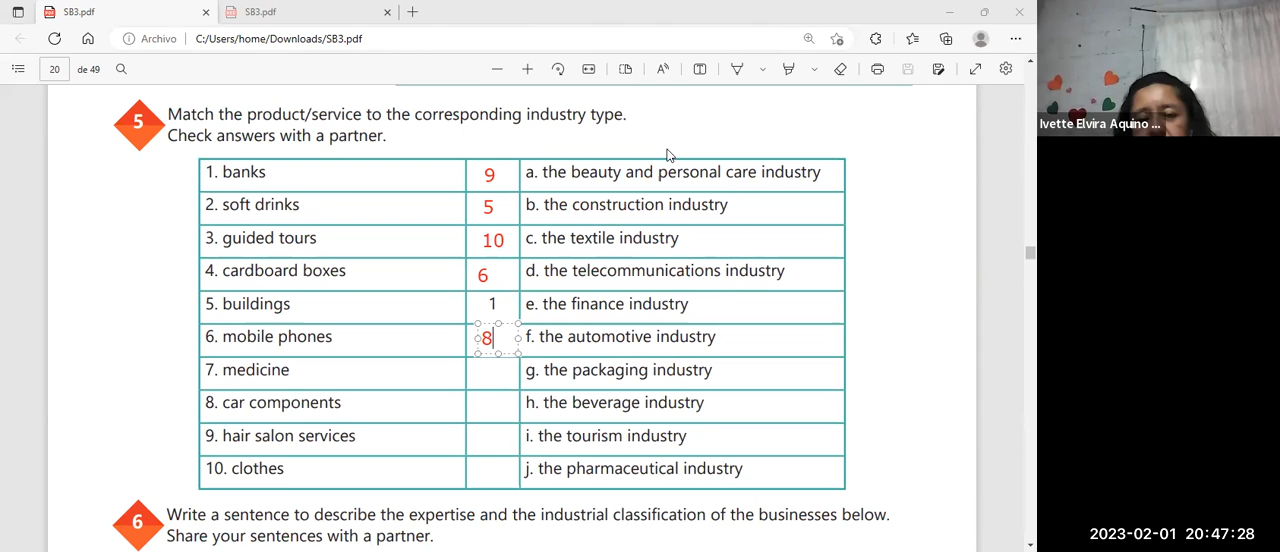 SB3.pdf
SB3.pdf
Archivo C:/Users/home/Downloads/SB3.pdf
20 de 49
5
Match the product/service to the corresponding industry type.
Check answers with a partner.
1. banks 9 a. the beauty and personal care industry
2. soft drinks 5 b. the construction industry
3. guided tours 10 c. the textile industry
4. cardboard boxes 6 d. the telecommunications industry
5. buildings 1 e. the finance industry
6. mobile phones 8 f. the automotive industry
7. medicine g. the packaging industry
8. car components h. the beverage industry
9. hair salon services i. the tourism industry
10. clothes j. the pharmaceutical industry
6
Write a sentence to describe the expertise and the industrial classification of the businesses below.
Share your sentences with a partner.
Ivette Elvira Aquino ...
2023-02-01 20:47:28